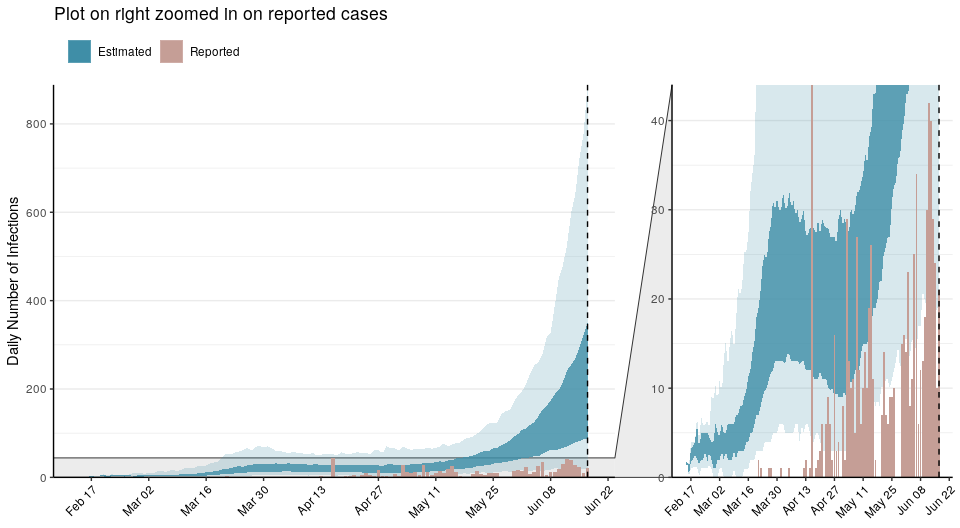 Plot on right zoomed in on reported cases
Estimated
Reported
Daily Number of Infections
800
600
400
200
0
Feb 17
Mar 02
Mar 16
Mar 30
Apr 13
Apr 27
May 11
May 25
Jun 08
Jun 22
40
30
20
10
0
Feb 17
Mar 02
Mar 16
Mar 30
Apr 13
Apr 27
May 11
May 25
Jun 08
Jun 22